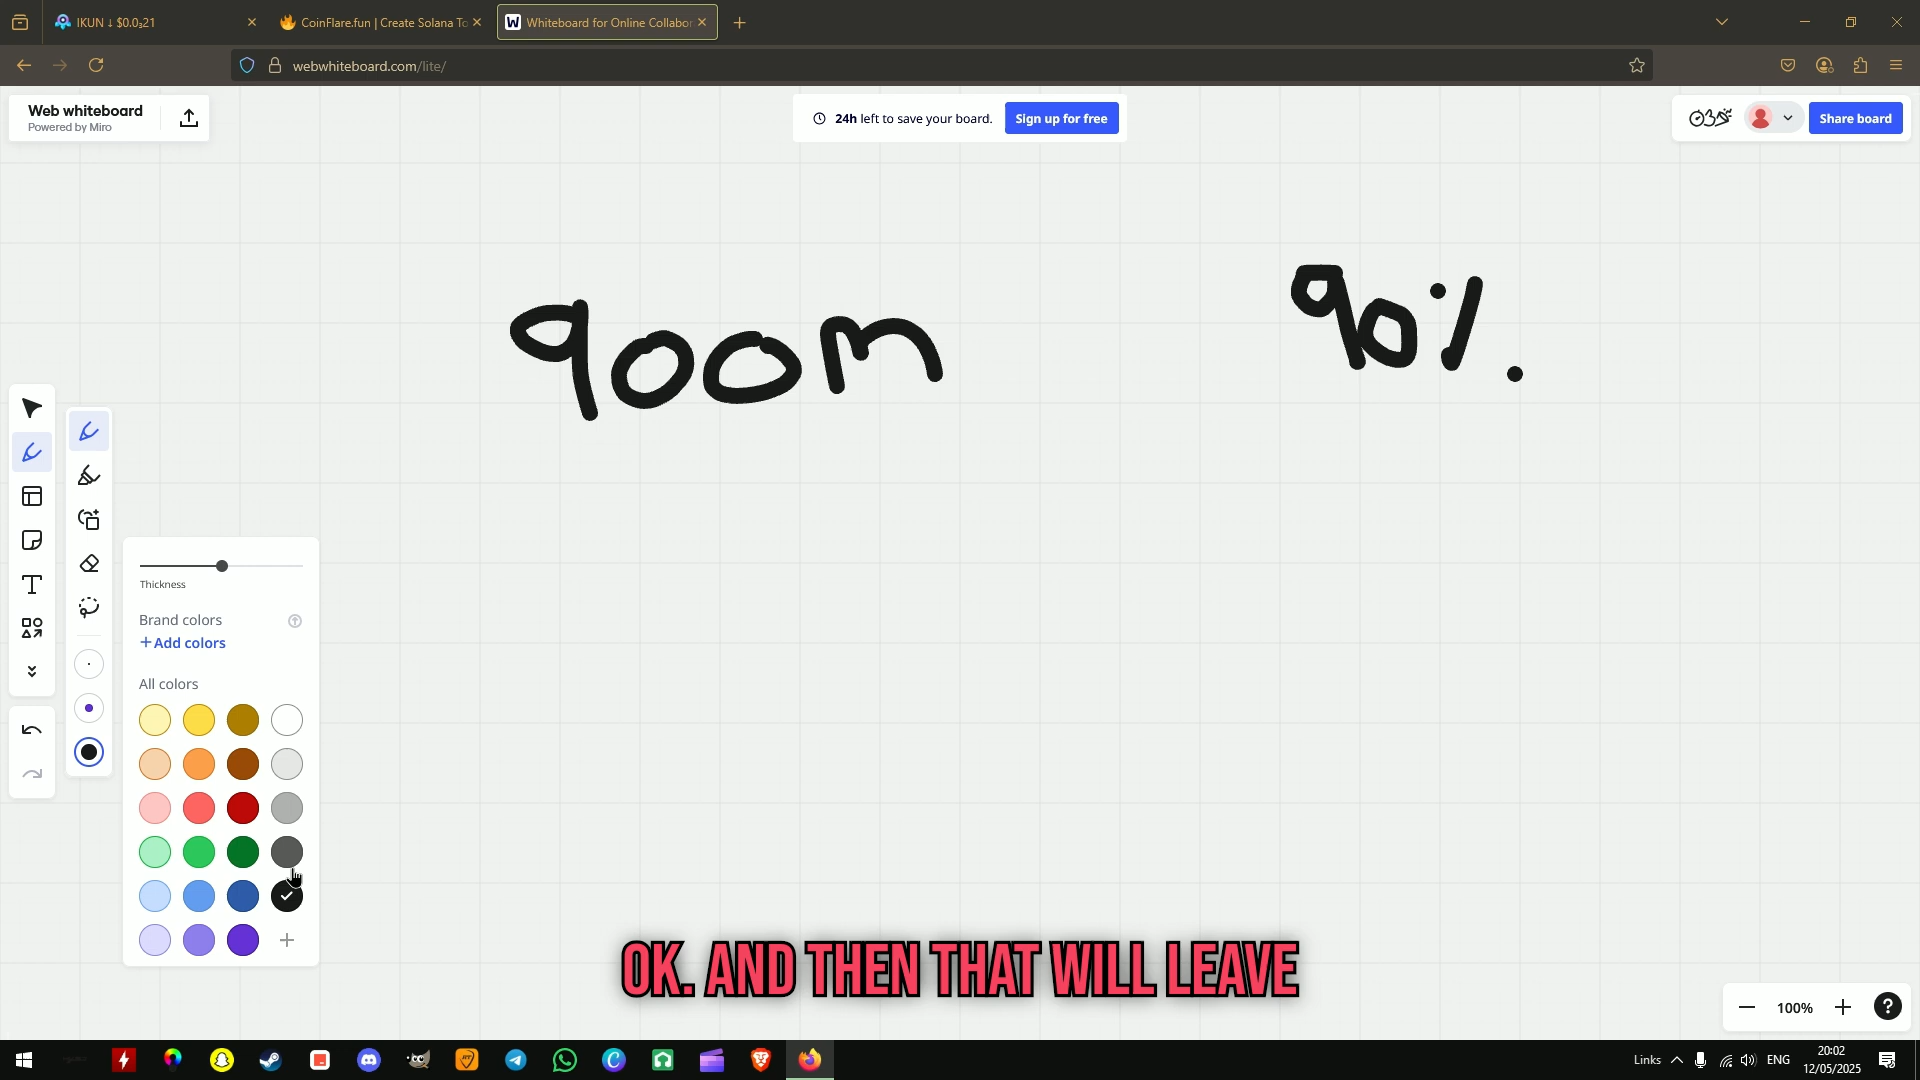 IKUN ↓ $0.0₃21
CoinFlare.fun | Create Solana To
Whiteboard for Online Collabor
webwhiteboard.com/lite/
Web whiteboard
Powered by Miro
24h left to save your board.
Sign up for free
Share board
900m
90%.
Thickness
Brand colors
+ Add colors
All colors
OK. AND THEN THAT WILL LEAVE
100%
Links
ENG
20:02
12/05/2025